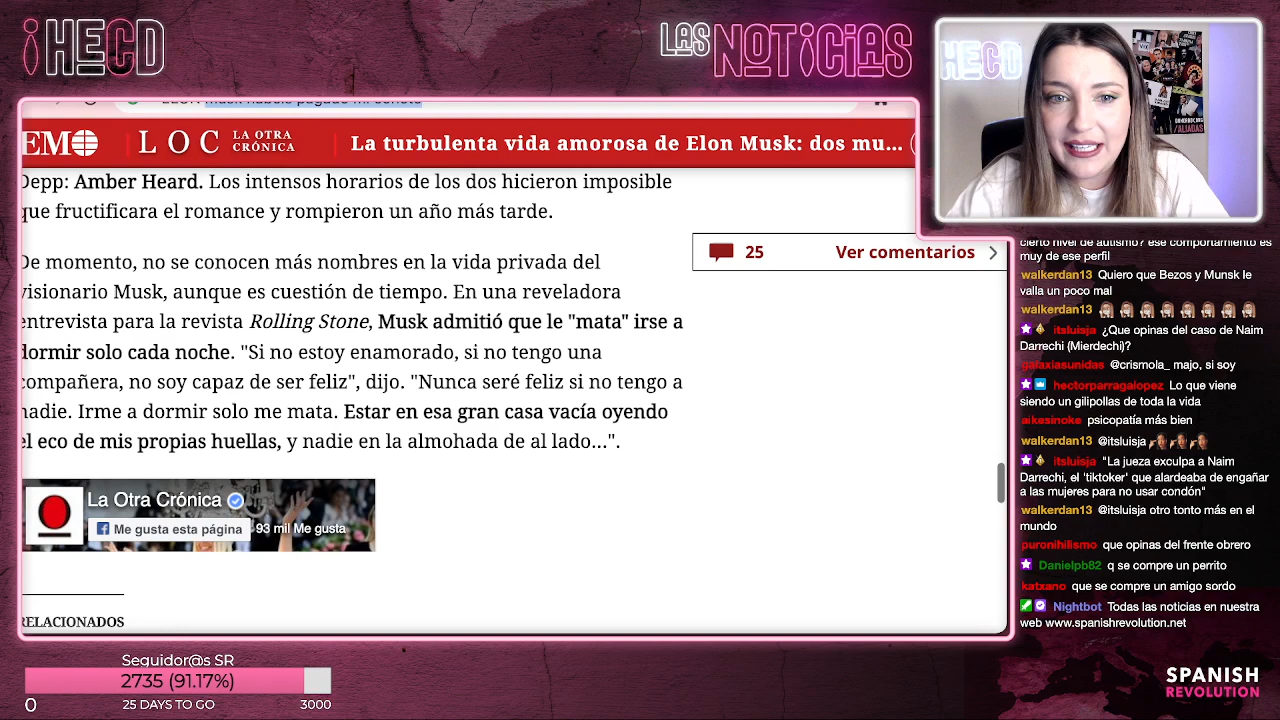 ¡HECD
LAS NOTICIAS
HECD
EM
LOC LA OTRA CRÓNICA
La turbulenta vida amorosa de Elon Musk: dos mu...
Depp: Amber Heard. Los intensos horarios de los dos hicieron imposible
que fructificara el romance y rompieron un año más tarde.
De momento, no se conocen más nombres en la vida privada del
visionario Musk, aunque es cuestión de tiempo. En una reveladora
entrevista para la revista Rolling Stone, Musk admitió que le "mata" irse a
dormir solo cada noche. "Si no estoy enamorado, si no tengo una
compañera, no soy capaz de ser feliz", dijo. "Nunca seré feliz si no tengo a
nadie. Irme a dormir solo me mata. Estar en esa gran casa vacía oyendo
el eco de mis propias huellas, y nadie en la almohada de al lado...".
25 Ver comentarios
La Otra Crónica
Me gusta esta página 93 mil Me gusta
RELACIONADOS
cierto nivel de autismo? ese comportamiento es
muy de ese perfil
walkerdan13 Quiero que Bezos y Munsk le
valla un poco mal
walkerdan13
itsluisja ¿Que opinas del caso de Naim
Darrechi (Mierdechi)?
galaxiasunidas @crismola_ majo, si soy
hectorparragalopez Lo que viene
siendo un gilipollas de toda la vida
aikesinoke psicopatía más bien
walkerdan13 @itsluisja
itsluisja "La jueza exculpa a Naim
Darrechi, el 'tiktoker' que alardeaba de engañar
a las mujeres para no usar condón"
walkerdan13 @itsluisja otro tonto más en el
mundo
puronihilismo que opinas del frente obrero
Danielpb82 q se compre un perrito
katxano que se compre un amigo sordo
Nightbot Todas las noticias en nuestra
web www.spanishrevolution.net
Seguidor@s SR
2735 (91.17%)
0 25 DAYS TO GO 3000
SPANISH
REVOLUTION